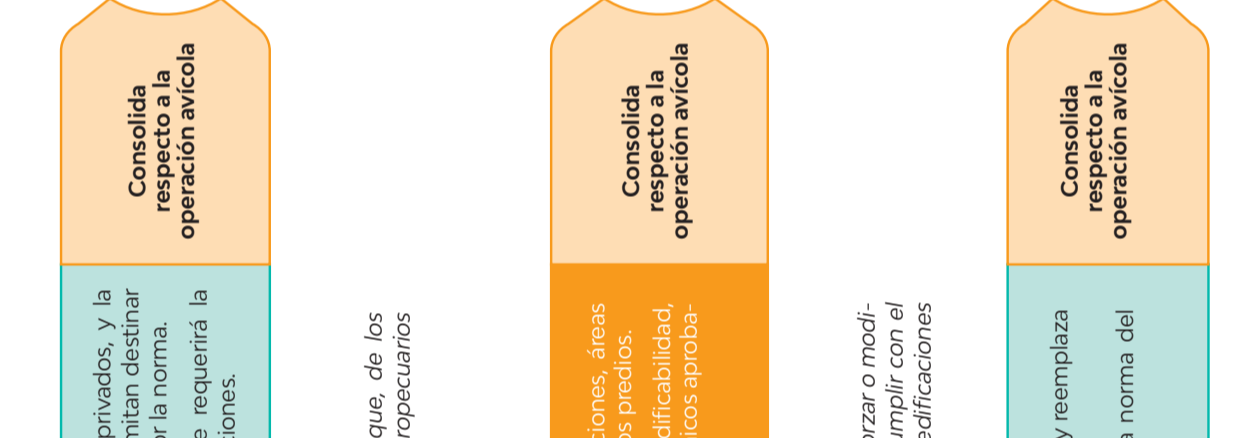 privados, y la
mitan destinar
or la norma.
e requerirá la
ciones.
Consolida
respecto a la
operación avícola
que, de los
ropecuarios
ciones, áreas
os predios.
dificabilidad,
icos aproba-
Consolida
respecto a la
operación avícola
orzar o modi-
umplir con el
edificaciones
y reemplaza
a norma del
Consolida
respecto a la
operación avícola